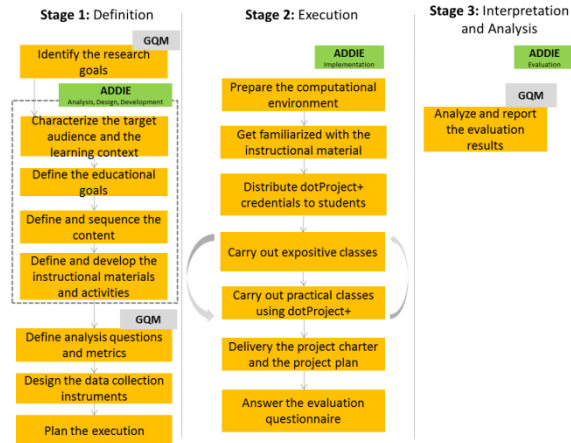 Stage 1: Definition
GQM
Identify the research
goals
ADDIE
Analysis, Design, Development
Characterize the target
audience and the
learning context
Define the educational
goals
Define and sequence the
content
Define and develop the
instructional materials
and activities
GQM
Define analysis questions
and metrics
Design the data collection
instruments
Plan the execution
Stage 2: Execution
ADDIE
Implementation
Prepare the computational
environment
Get familiarized with the
instructional material
Distribute dotProject+
credentials to students
Carry out expositive classes
Carry out practical classes
using dotProject+
Delivery the project charter
and the project plan
Answer the evaluation
questionnaire
Stage 3: Interpretation
and Analysis
ADDIE
Evaluation
GQM
Analyze and report
the evaluation
results